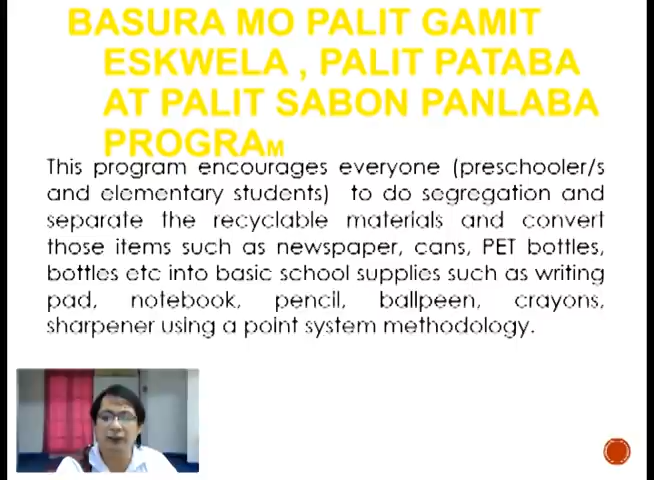 BASURA MO PALIT GAMIT
ESKWELA , PALIT PATABA
AT PALIT SABON PANLABA
PROGRAM
This program encourages everyone (preschooler/s
and elementary students) to do segregation and
separate the recyclable materials and convert
those items such as newspaper, cans, PET bottles,
bottles etc into basic school supplies such as writing
pad, notebook, pencil, ballpeen, crayons,
sharpener using a point system methodology.